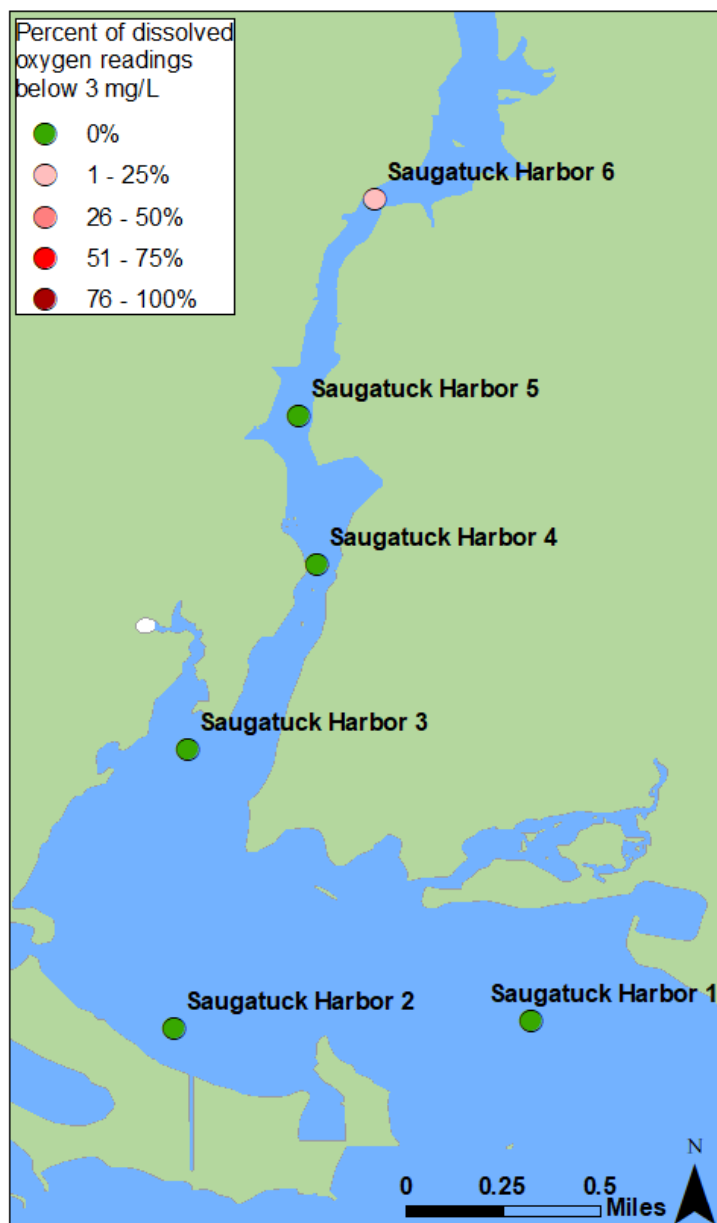 Percent of dissolved
oxygen readings
below 3 mg/L
0%
1 - 25%
26 - 50%
51 - 75%
76 - 100%
Saugatuck Harbor 6
Saugatuck Harbor 5
Saugatuck Harbor 4
Saugatuck Harbor 3
Saugatuck Harbor 2
Saugatuck Harbor 1
N
0 0.25 0.5
Miles